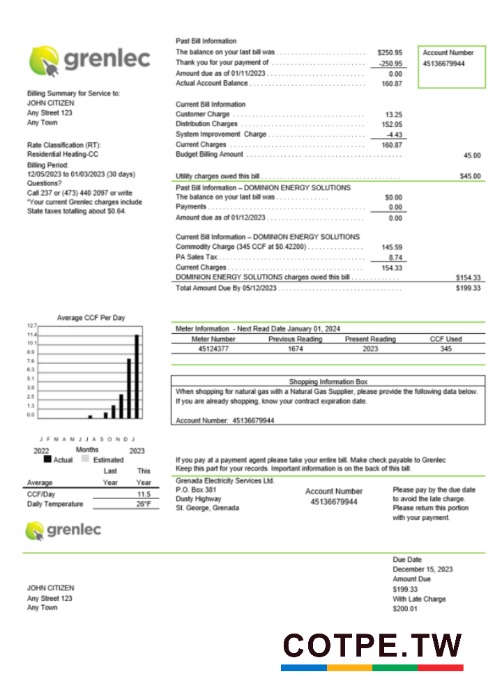 grenlec
Past Bill Information
The balance on your last bill was $250.95
Thank you for your payment of -250.95
Amount due as of 01/11/2023 0.00
Actual Account Balance 160.87
Account Number
45136679944
Billing Summary for Service to:
JOHN CITIZEN
Any Street 123
Any Town
Current Bill Information
Customer Charge 13.25
Distribution Charges 152.05
System Improvement Charge -4.43
Current Charges 160.87
Budget Billing Amount 45.00
Rate Classification (RT):
Residential Heating-CC
Billing Period:
12/05/2023 to 01/03/2023 (30 days)
Questions?
Call 237 or (473) 440 2097 or write
"Your current Grenlec charges include
State taxes totalling about $0.64.
Utility charges owed this bill $45.00
Past Bill Information – DOMINION ENERGY SOLUTIONS
The balance on your last bill was $0.00
Payments 0.00
Amount due as of 01/12/2023 0.00
Current Bill Information – DOMINION ENERGY SOLUTIONS
Commodity Charge (345 CCF at $0.42200) 145.59
PA Sales Tax 8.74
Current Charges 154.33
DOMINION ENERGY SOLUTIONS charges owed this bill $154.33
Total Amount Due By 05/12/2023 $199.33
Average CCF Per Day
12.7
11.4
10.1
8.9
7.6
6.3
5.1
3.8
2.5
1.3
0.0
J F M A M J J A S O N D J
2022 Months 2023
Actual Estimated
Last This
Average Year Year
CCF/Day 11.5
Daily Temperature 26°F
Meter Information - Next Read Date January 01, 2024
Meter Number Previous Reading Present Reading CCF Used
45124377 1674 2023 345
Shopping Information Box
When shopping for natural gas with a Natural Gas Supplier, please provide the following data below.
If you are already shopping, know your contract expiration date.
Account Number: 45136679944
If you pay at a payment agent please take your entire bill. Make check payable to Grenlec
Keep this part for your records. Important information is on the back of this bill.
Grenada Electricity Services Ltd.
P.O. Box 381
Dusty Highway
St. George, Grenada
Account Number
45136679944
Please pay by the due date
to avoid the late charge.
Please return this portion
with your payment.
grenlec
Due Date
December 15, 2023
Amount Due
$199.33
With Late Charge
$200.01
JOHN CITIZEN
Any Street 123
Any Town
COTPE.TW